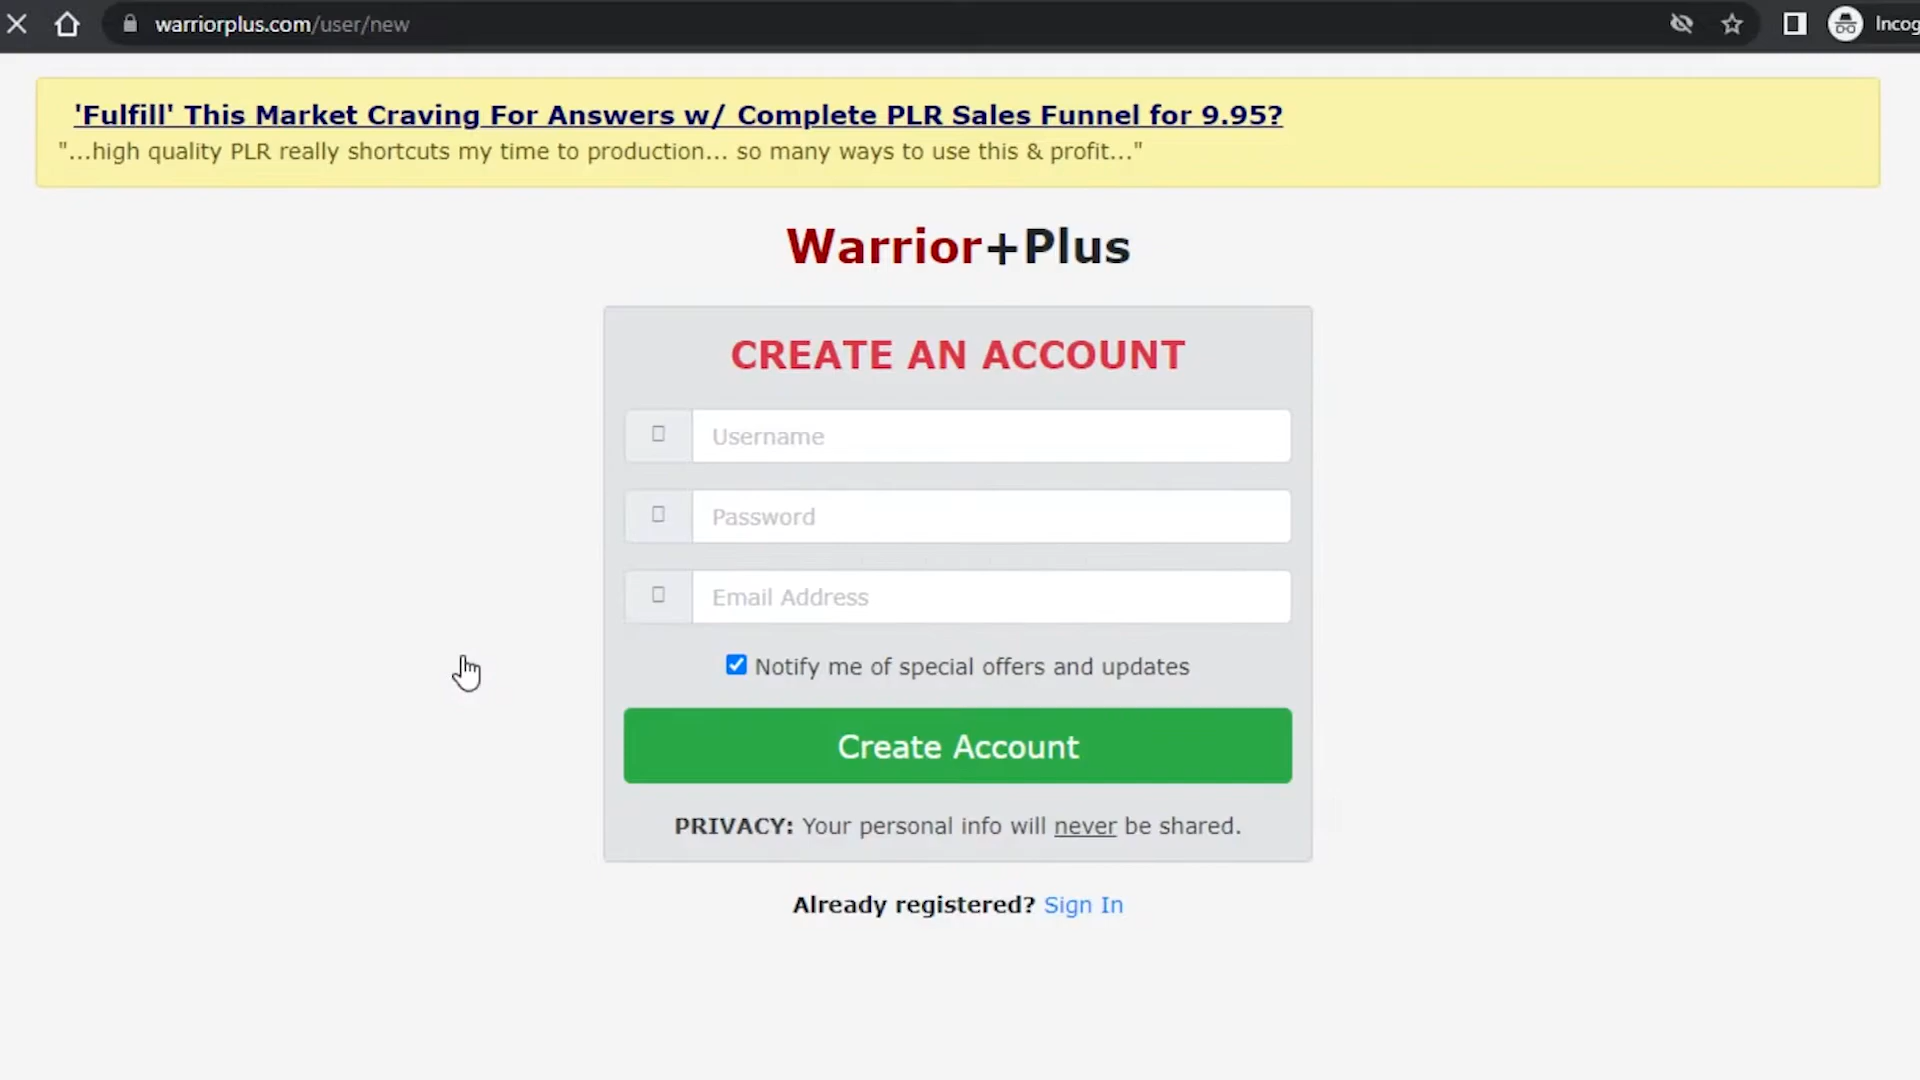 warriorplus.com/user/new
Incog
'Fulfill' This Market Craving For Answers w/ Complete PLR Sales Funnel for 9.95?
"...high quality PLR really shortcuts my time to production... so many ways to use this & profit..."
Warrior+Plus
CREATE AN ACCOUNT
Username
Password
Email Address
Notify me of special offers and updates
Create Account
PRIVACY: Your personal info will never be shared.
Already registered? Sign In